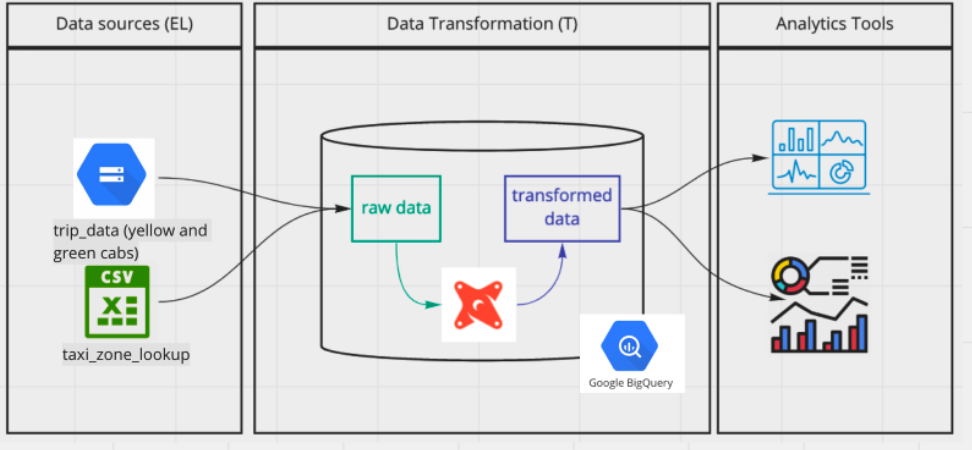 Data sources (EL)
Data Transformation (T)
Analytics Tools
trip_data (yellow and
green cabs)
CSV
X
taxi_zone_lookup
raw data
transformed
data
Google BigQuery